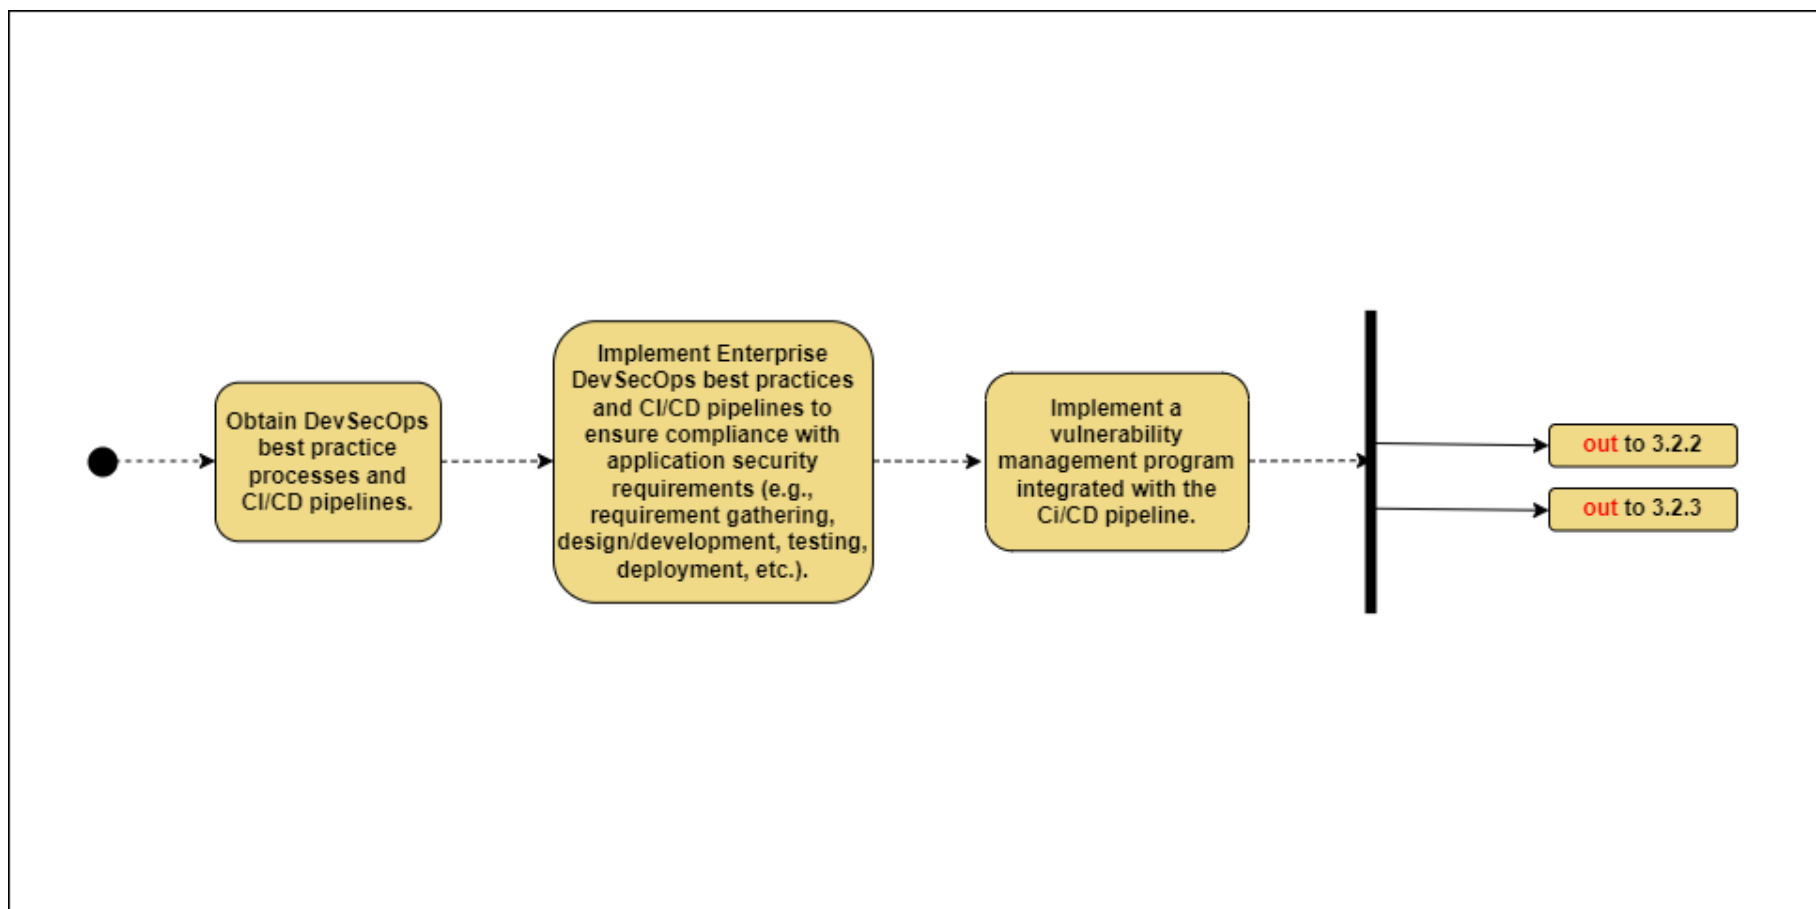 Obtain DevSecOps
best practice
processes and
CI/CD pipelines.
Implement Enterprise
DevSecOps best practices
and CI/CD pipelines to
ensure compliance with
application security
requirements (e.g.,
requirement gathering,
design/development, testing,
deployment, etc.).
Implement a
vulnerability
management program
integrated with the
Ci/CD pipeline.
out to 3.2.2
out to 3.2.3